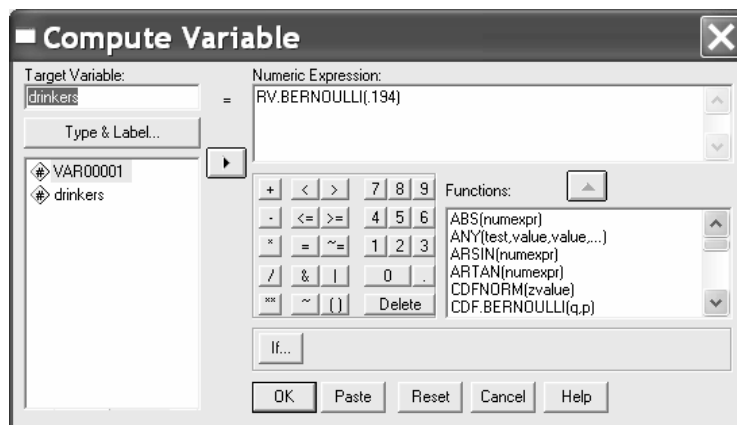 Compute Variable
Target Variable:
drinkers
=
Numeric Expression:
RV.BERNOULLI(.194)
Type & Label...
VAR00001
drinkers
+ < > 7 8 9
- <= >= 4 5 6
* = ~= 1 2 3
/ & | 0 .
** ~ () Delete
Functions:
ABS(numexpr)
ANY(test,value,value,...)
ARSIN(numexpr)
ARTAN(numexpr)
CDFNORM(zvalue)
CDF.BERNOULLI(q,p)
If...
OK Paste Reset Cancel Help